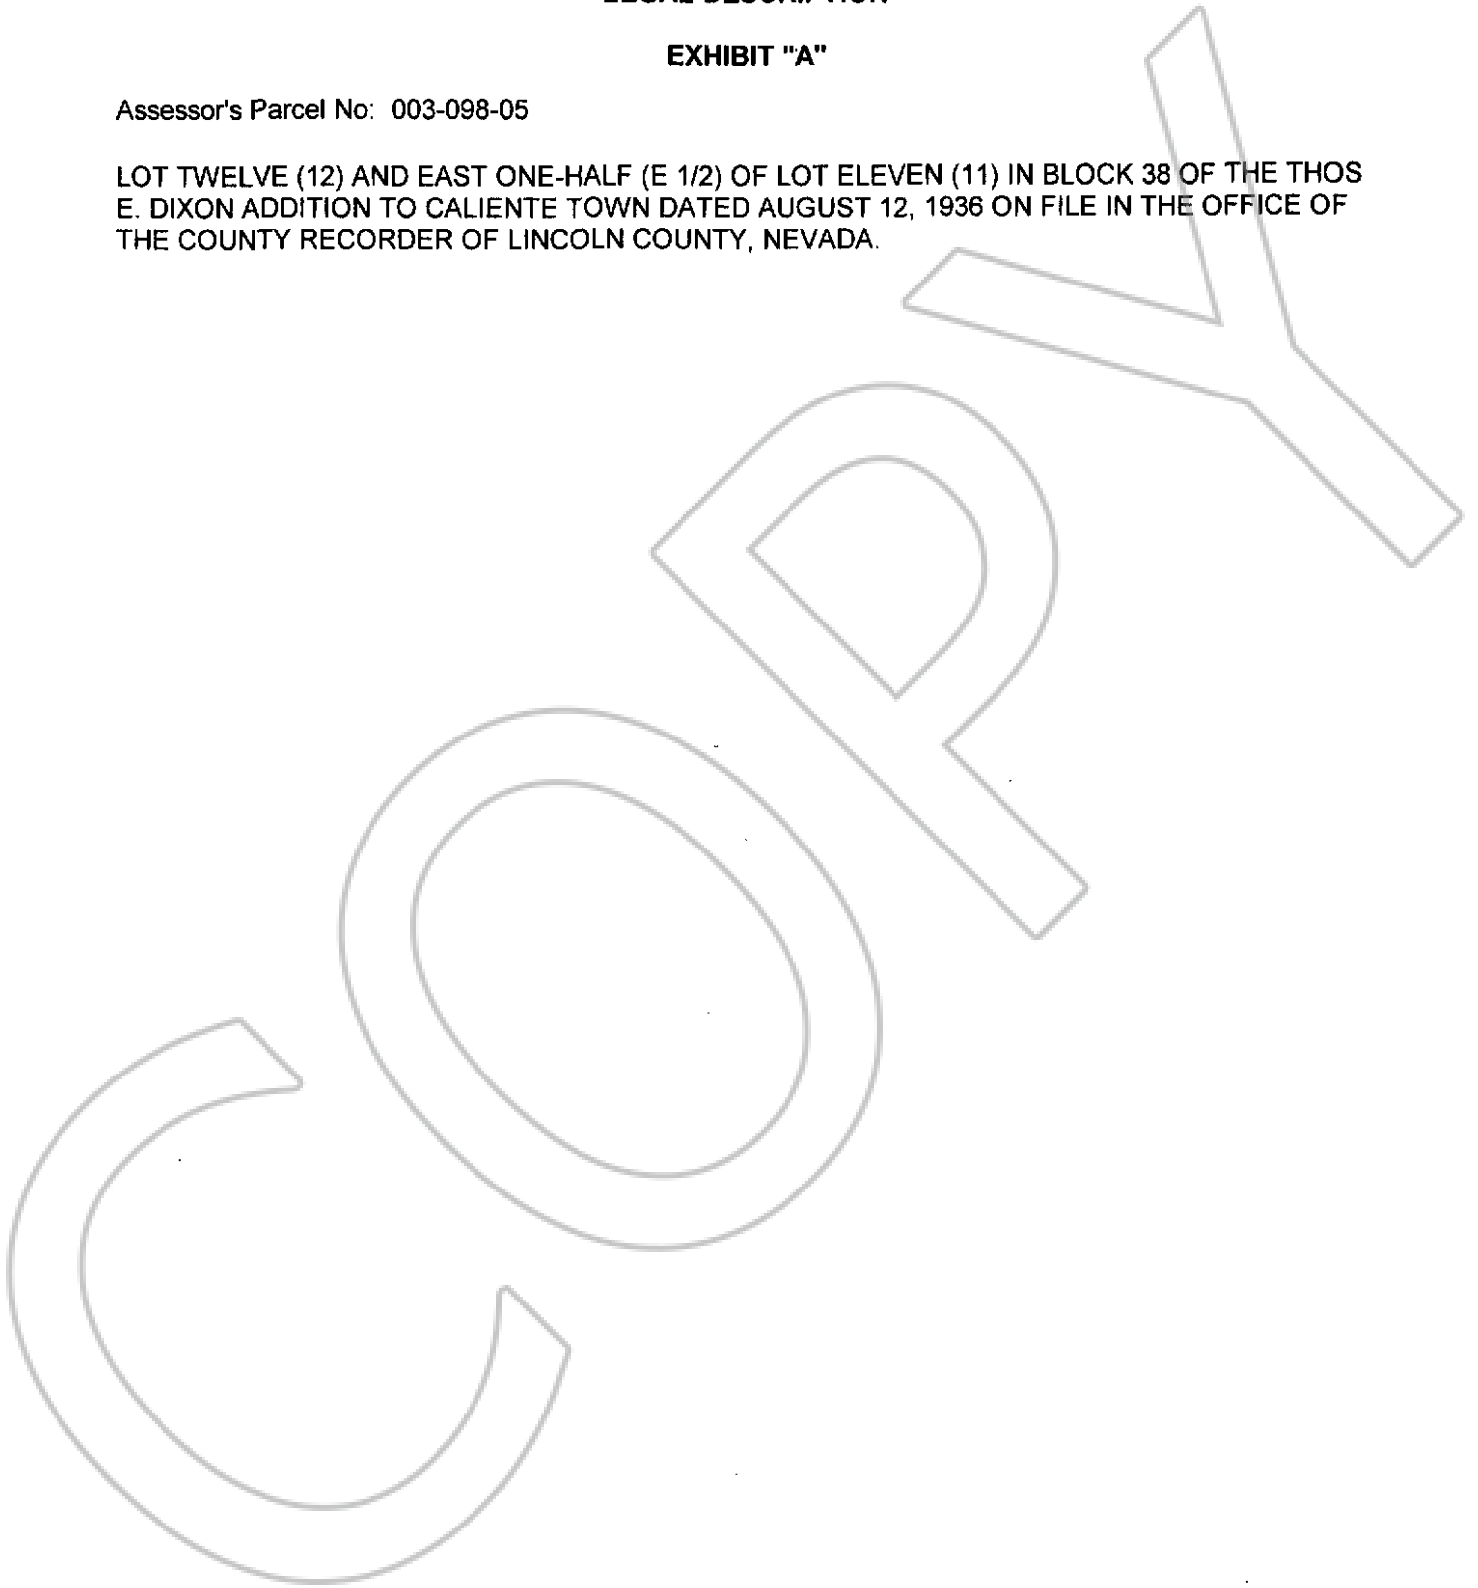 LEGAL DESCRIPTION
EXHIBIT "A"
Assessor's Parcel No: 003-098-05
LOT TWELVE (12) AND EAST ONE-HALF (E 1/2) OF LOT ELEVEN (11) IN BLOCK 38 OF THE THOS
E. DIXON ADDITION TO CALIENTE TOWN DATED AUGUST 12, 1936 ON FILE IN THE OFFICE OF
THE COUNTY RECORDER OF LINCOLN COUNTY, NEVADA.
COPY